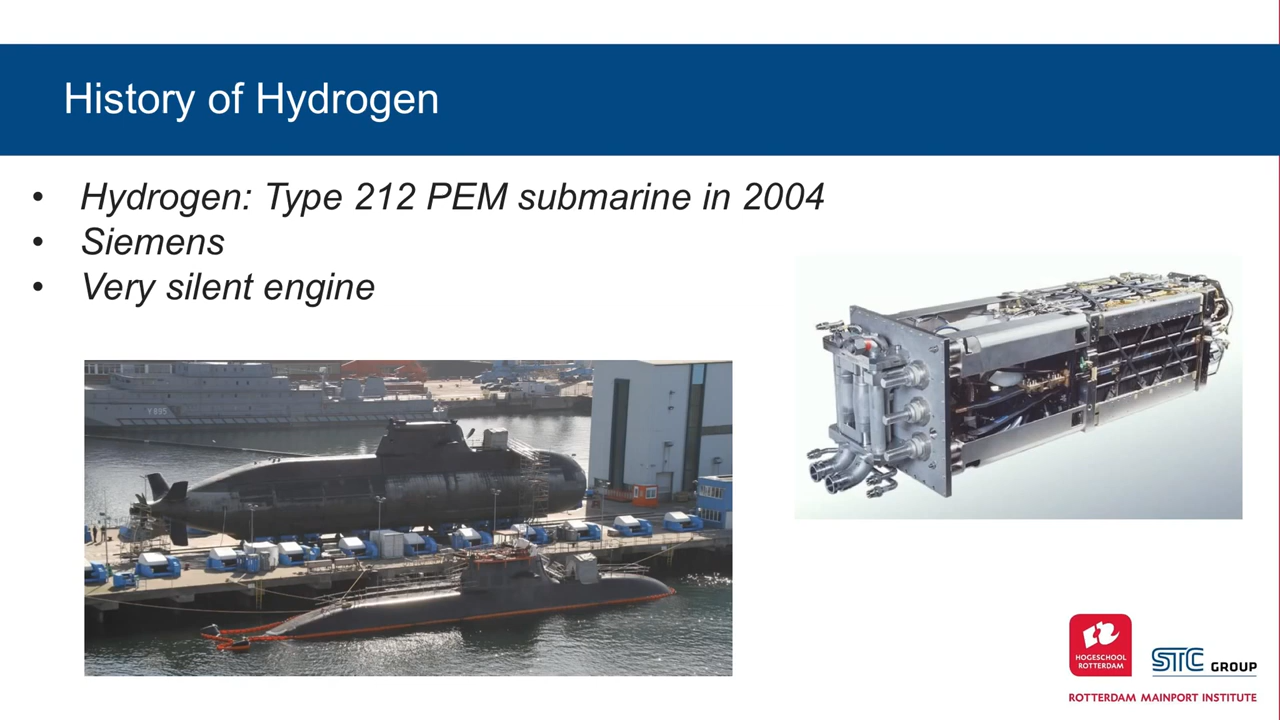 History of Hydrogen
• Hydrogen: Type 212 PEM submarine in 2004
• Siemens
• Very silent engine
Y 895
HOGESCHOOL
ROTTERDAM
STC GROUP
ROTTERDAM MAINPORT INSTITUTE